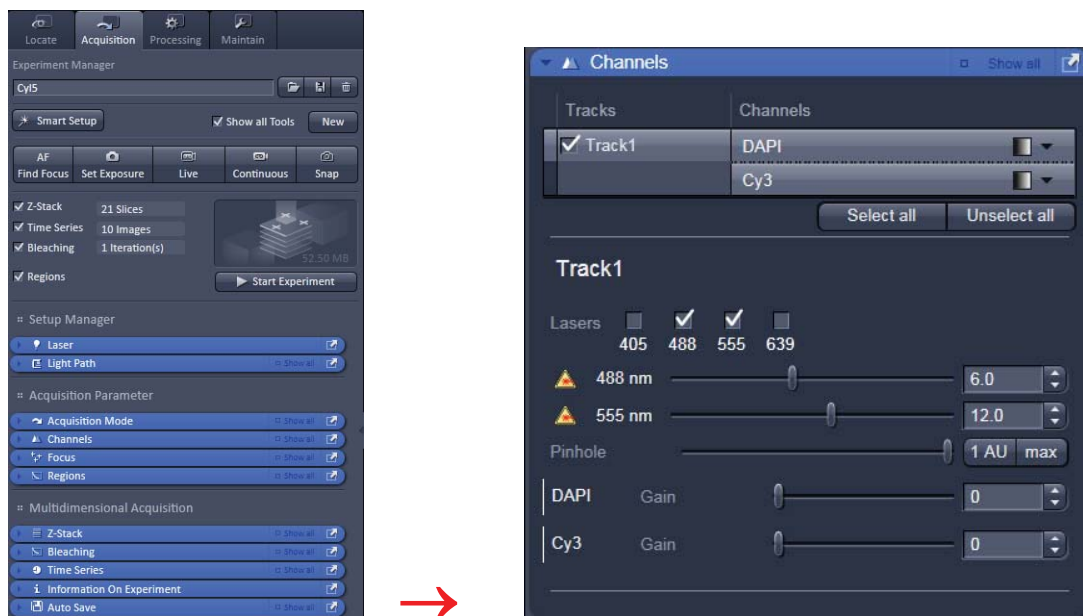 Locate Acquisition Processing Maintain
Experiment Manager
Cyl5
Smart Setup Show all Tools New
AF
Find Focus Set Exposure Live Continuous Snap
Z-Stack 21 Slices
Time Series 10 Images
Bleaching 1 Iteration(s)
52.50 MB
Regions Start Experiment
Setup Manager
Laser
Light Path Show all
Acquisition Parameter
Acquisition Mode Show all
Channels Show all
Focus Show all
Regions Show all
Multidimensional Acquisition
Z-Stack Show all
Bleaching Show all
Time Series Show all
Information On Experiment
Auto Save Show all
Channels Show all
Tracks Channels
Track1 DAPI
Cy3
Select all Unselect all
Track1
Lasers
405 488 555 639
488 nm 6.0
555 nm 12.0
Pinhole 1 AU max
DAPI Gain 0
Cy3 Gain 0